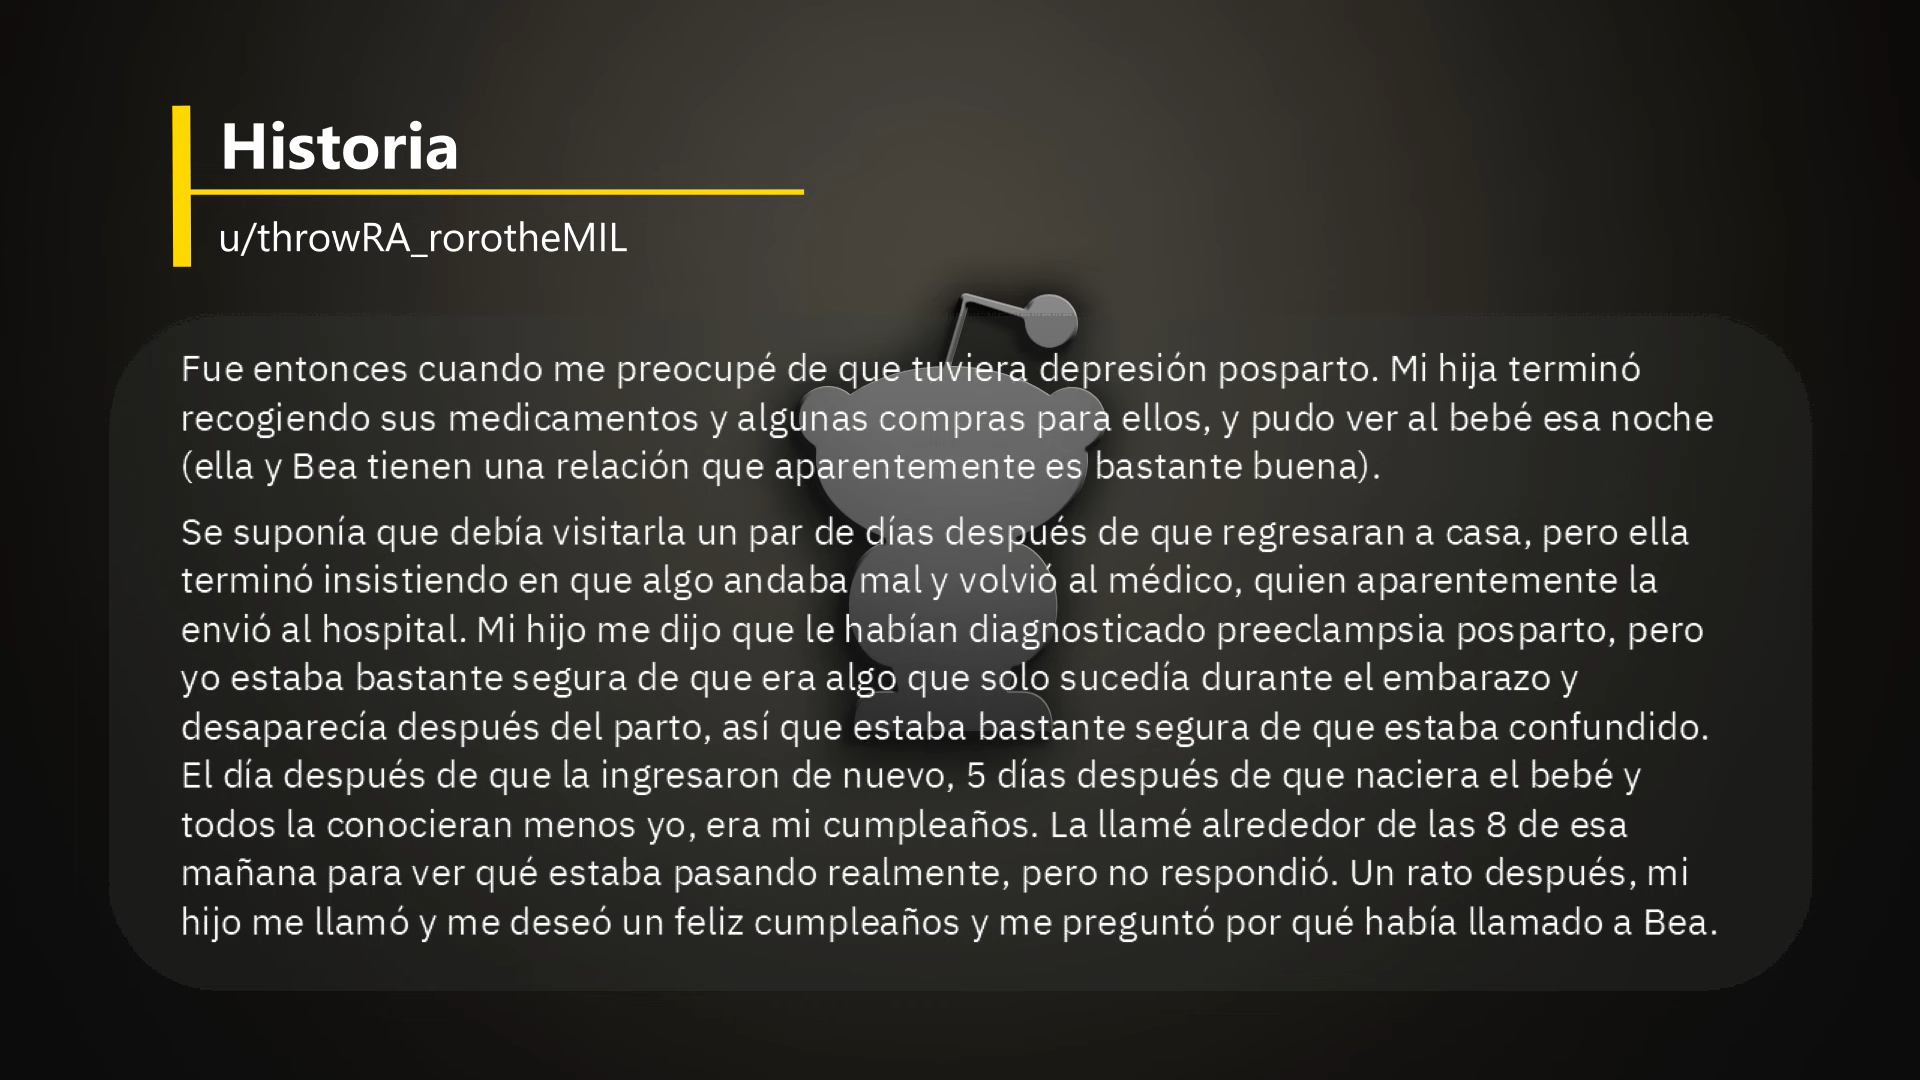 Historia
u/throwRA_rorotheMIL
Fue entonces cuando me preocupé de que tuviera depresión posparto. Mi hija terminó
recogiendo sus medicamentos y algunas compras para ellos, y pudo ver al bebé esa noche
(ella y Bea tienen una relación que aparentemente es bastante buena).
Se suponía que debía visitarla un par de días después de que regresaran a casa, pero ella
terminó insistiendo en que algo andaba mal y volvió al médico, quien aparentemente la
envió al hospital. Mi hijo me dijo que le habían diagnosticado preeclampsia posparto, pero
yo estaba bastante segura de que era algo que solo sucedía durante el embarazo y
desaparecía después del parto, así que estaba bastante segura de que estaba confundido.
El día después de que la ingresaron de nuevo, 5 días después de que naciera el bebé y
todos la conocieran menos yo, era mi cumpleaños. La llamé alrededor de las 8 de esa
mañana para ver qué estaba pasando realmente, pero no respondió. Un rato después, mi
hijo me llamó y me deseó un feliz cumpleaños y me preguntó por qué había llamado a Bea.